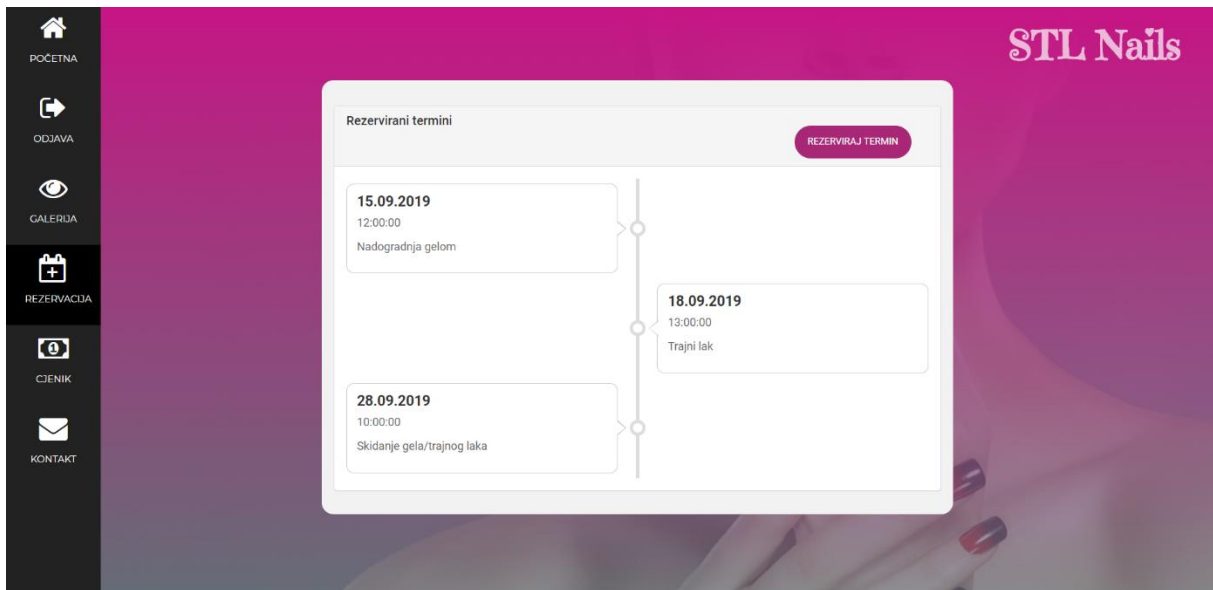 POČETNA
ODJAVA
GALERIJA
REZERVACIJA
CJENIK
KONTAKT
STL Nails
Rezervirani termini
REZERVIRAJ TERMIN
15.09.2019
12:00:00
Nadogradnja gelom
18.09.2019
13:00:00
Trajni lak
28.09.2019
10:00:00
Skidanje gela/trajnog laka